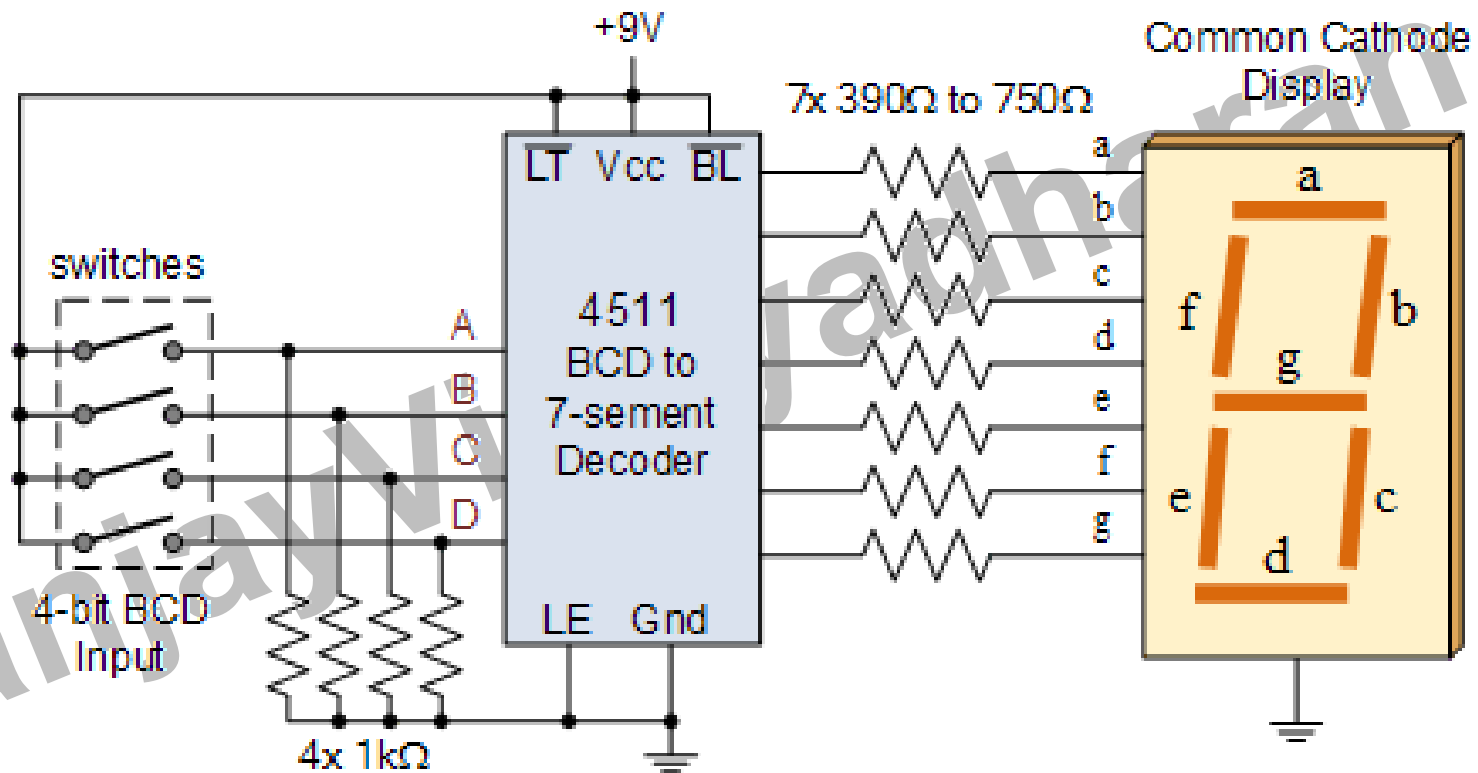 +9V
Common Cathode
Display
7x 390Ω to 750Ω
LT Vcc BL
switches
A
B
C
D
4511
BCD to
7-sement
Decoder
LE Gnd
4-bit BCD
Input
4x 1kΩ
a
b
c
d
e
f
g
a
f
b
g
e
c
d